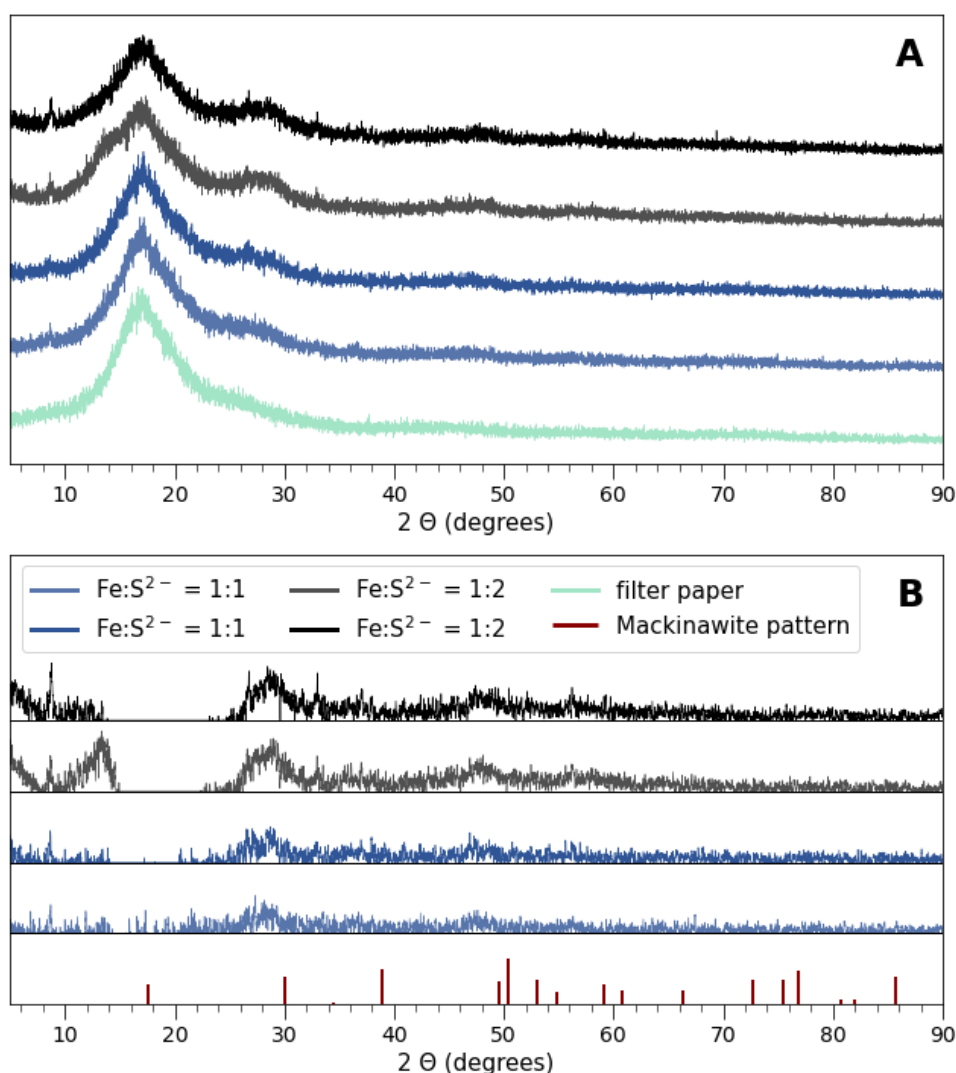 A
10 20 30 40 50 60 70 80 90
2 Θ (degrees)
B
Fe:S²⁻ = 1:1 Fe:S²⁻ = 1:2 filter paper
Fe:S²⁻ = 1:1 Fe:S²⁻ = 1:2 Mackinawite pattern
10 20 30 40 50 60 70 80 90
2 Θ (degrees)